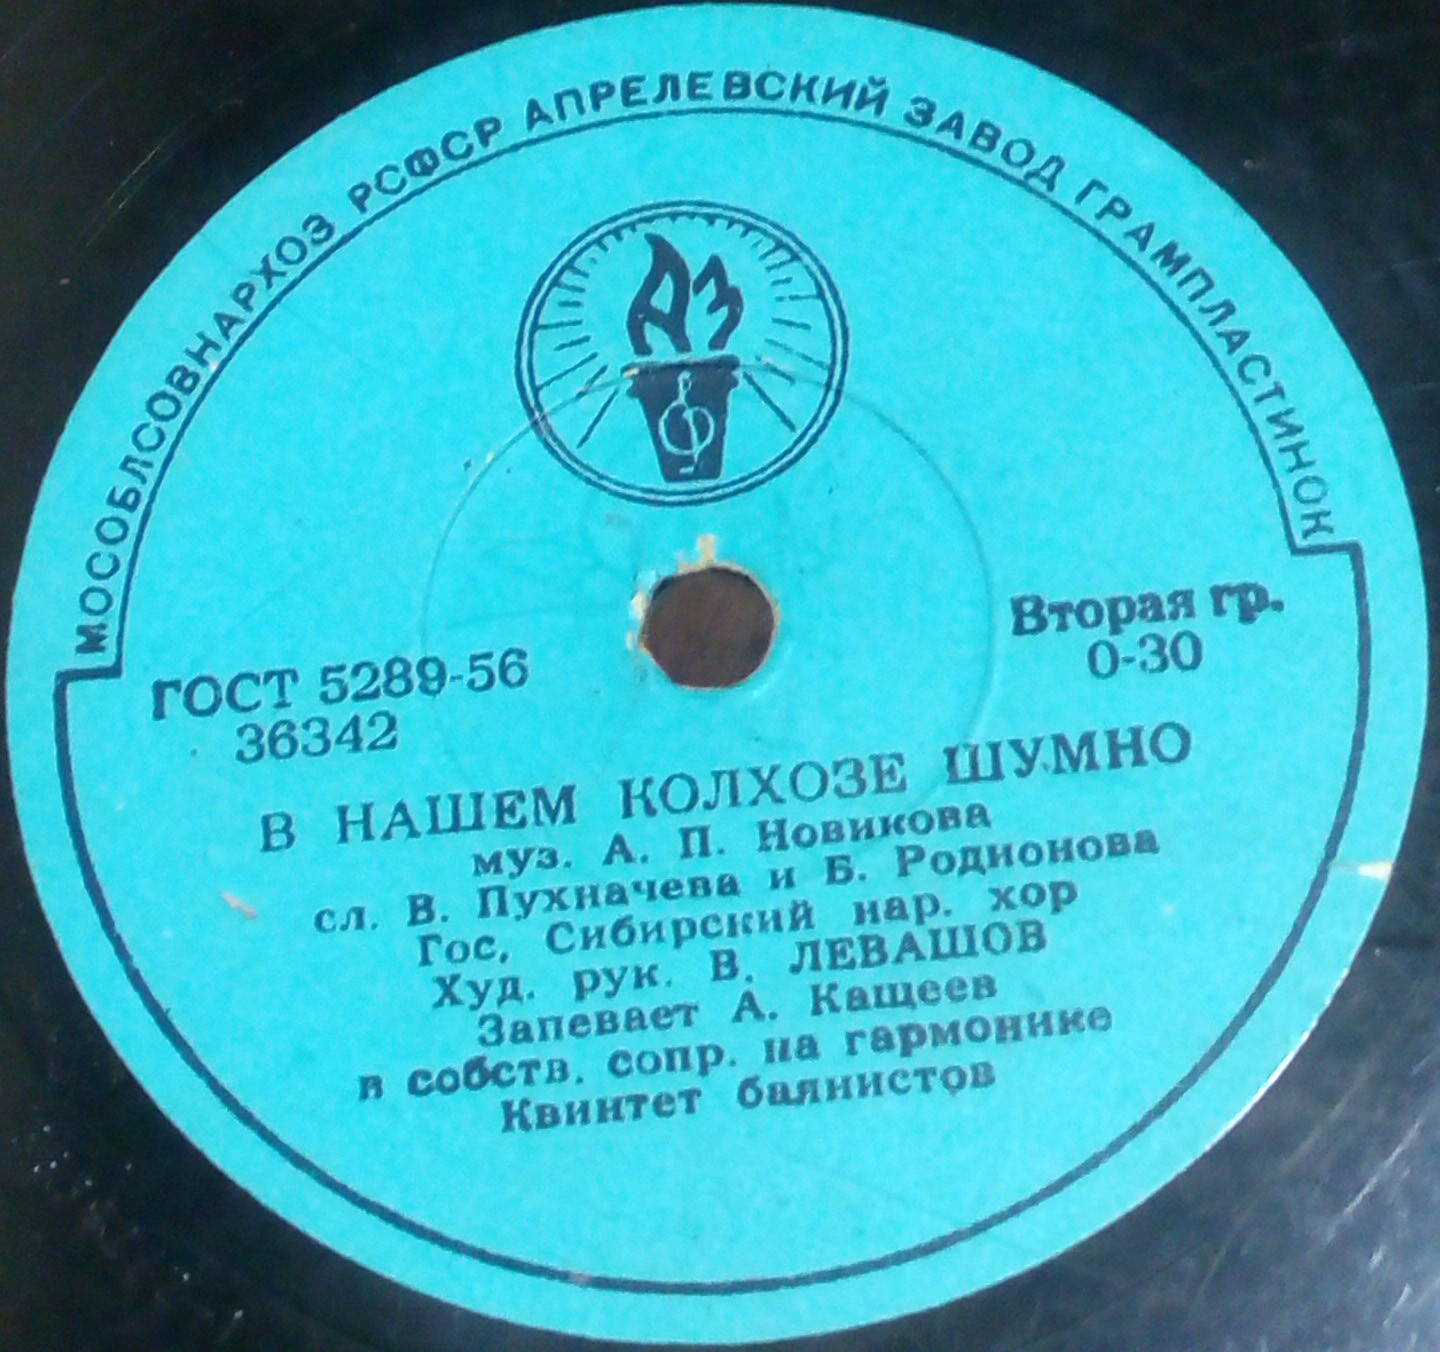 МОСОБЛСОВНАРХОЗ РСФСР АПРЕЛЕВСКИЙ ЗАВОД ГРАМПЛАСТИНОК
АЗ
ГОСТ 5289-56
36342
Вторая гр.
0-30
В НАШЕМ КОЛХОЗЕ ШУМНО
муз. А. П. Новикова
сл. В. Пухначева и Б. Родионова
Гос. Сибирский нар. хор
Худ. рук. В. ЛЕВАШОВ
Запевает А. Кащеев
в собств. сопр. на гармонике
Квинтет баянистов